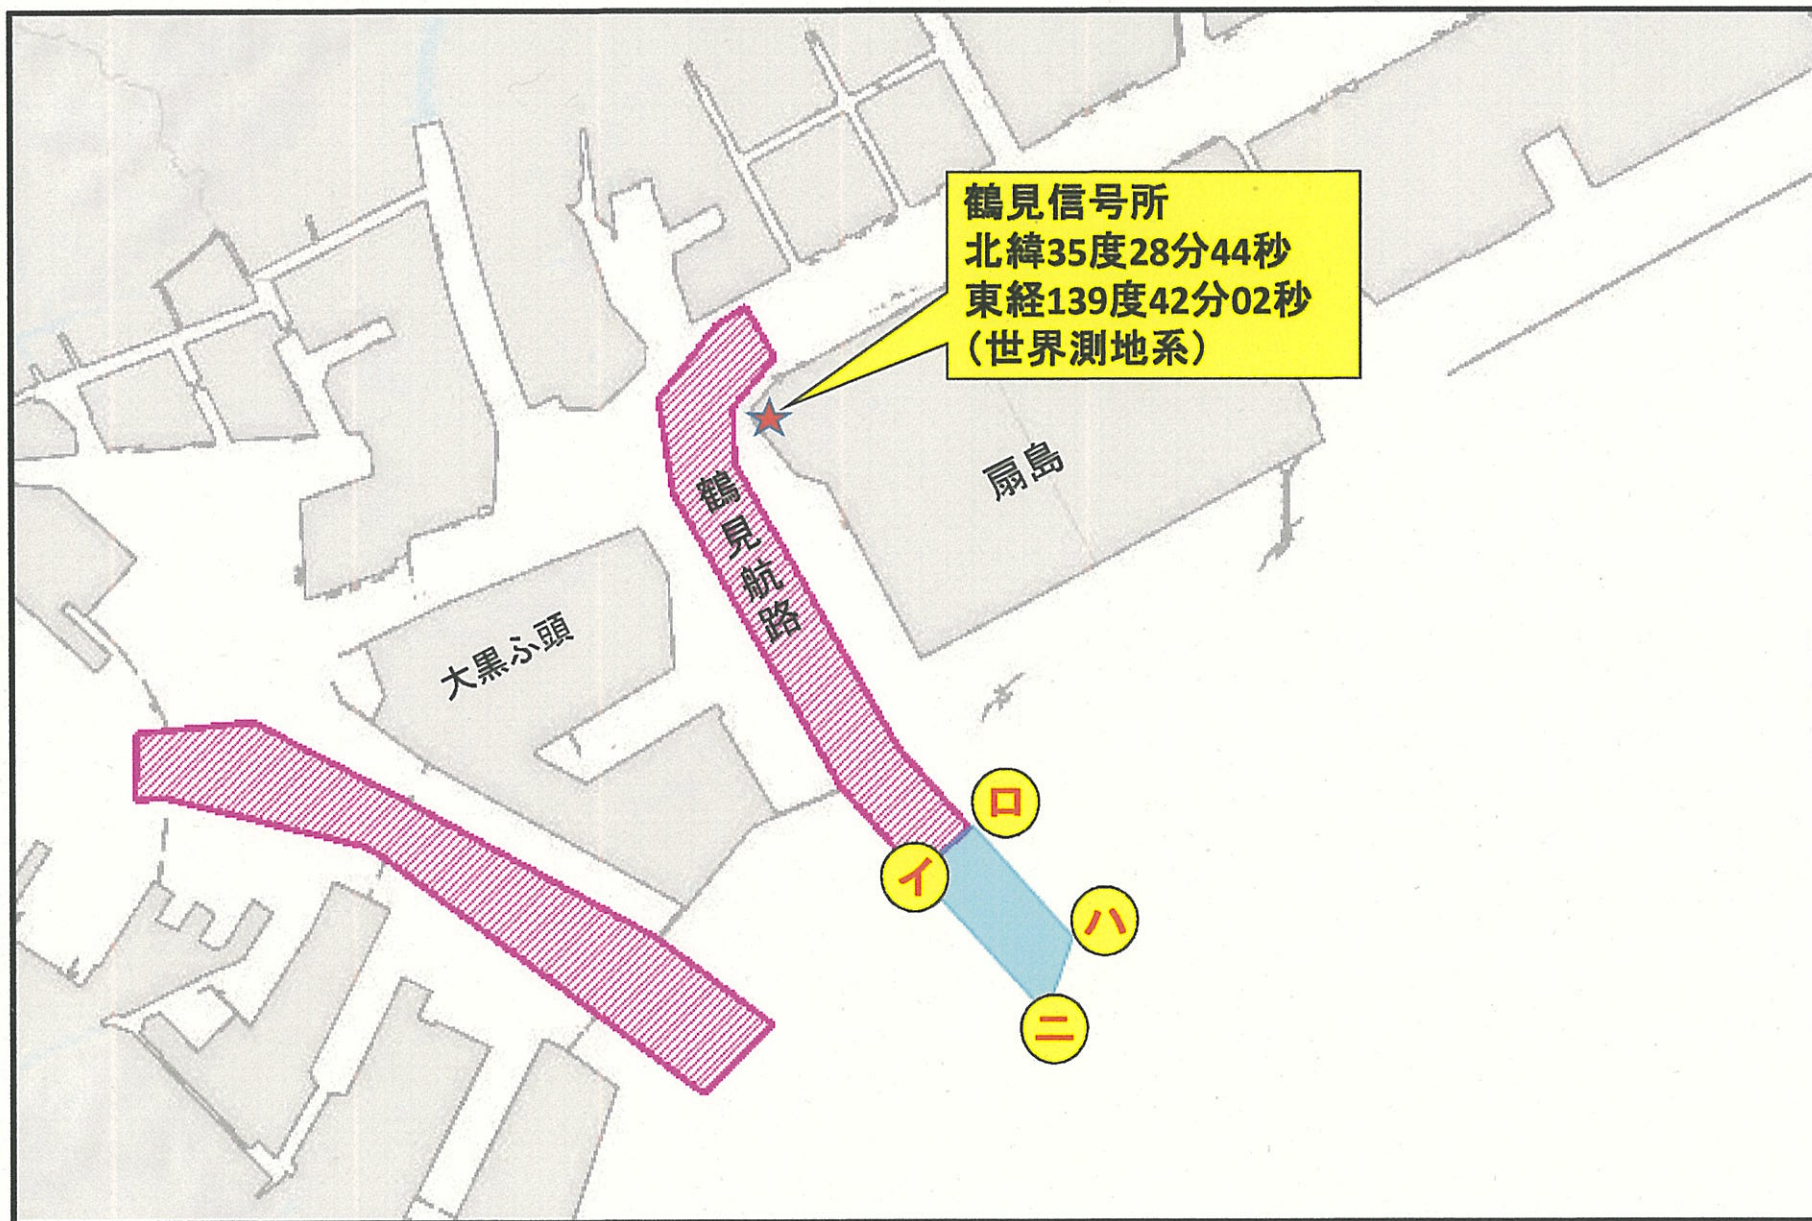 鶴見信号所
北緯35度28分44秒
東経139度42分02秒
（世界測地系）
扇島
鶴見航路
大黒ふ頭
ロ
イ
ハ
ニ